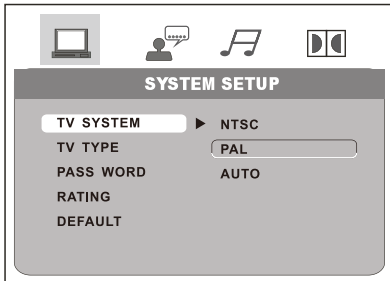 SYSTEM SETUP
TV SYSTEM NTSC
TV TYPE PAL
PASS WORD AUTO
RATING
DEFAULT